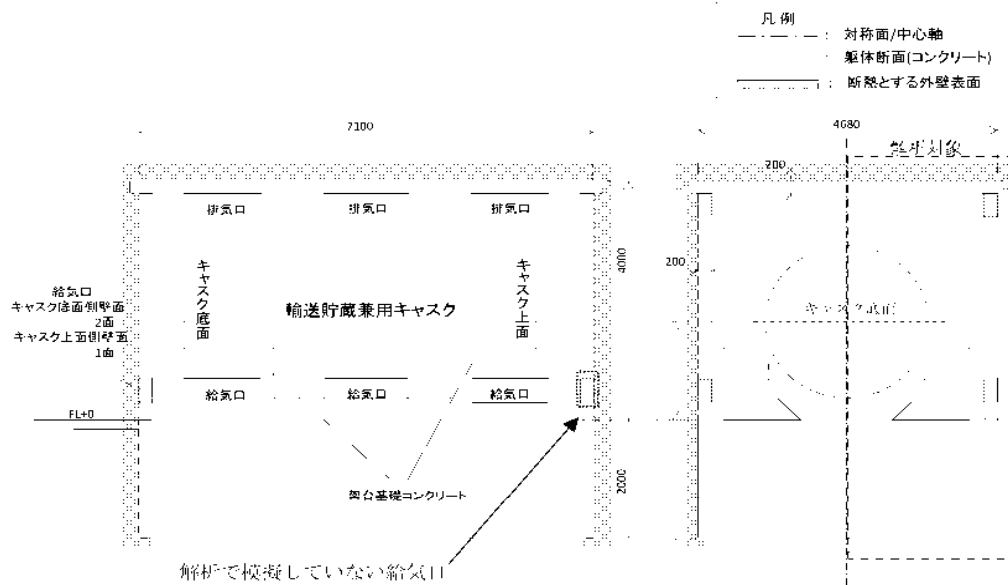 凡例
対称面/中心軸
躯体断面(コンクリート)
断熱とする外壁表面
7100
4680
解析対象
200
排気口
排気口
排気口
キャスク底面
キャスク上面
4000
200
給気口
キャスク底面側壁面
2面
キャスク上面側壁面
1面
輸送貯蔵兼用キャスク
キャスク底面
給気口
給気口
給気口
FL+0
2000
架台基礎コンクリート
解析で模擬していない給気口